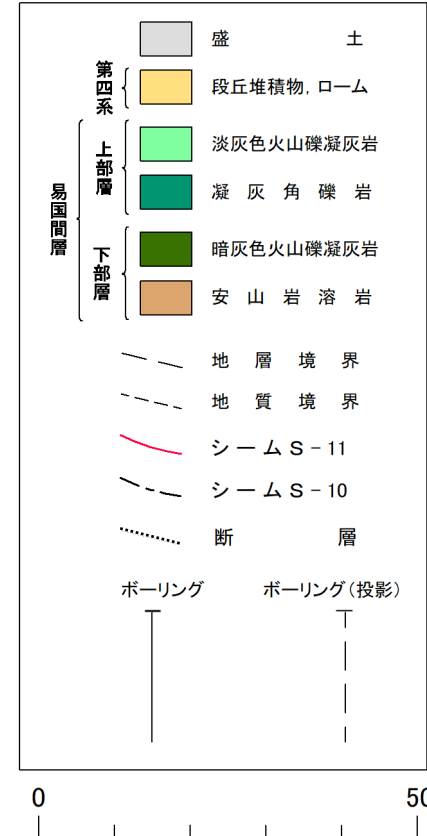 盛土
第四系
段丘堆積物, ローム
易国間層
上部層
淡灰色火山礫凝灰岩
凝灰角礫岩
下部層
暗灰色火山礫凝灰岩
安山岩溶岩
地層境界
地質境界
シームS-11
シームS-10
断層
ボーリング ボーリング(投影)
0 50